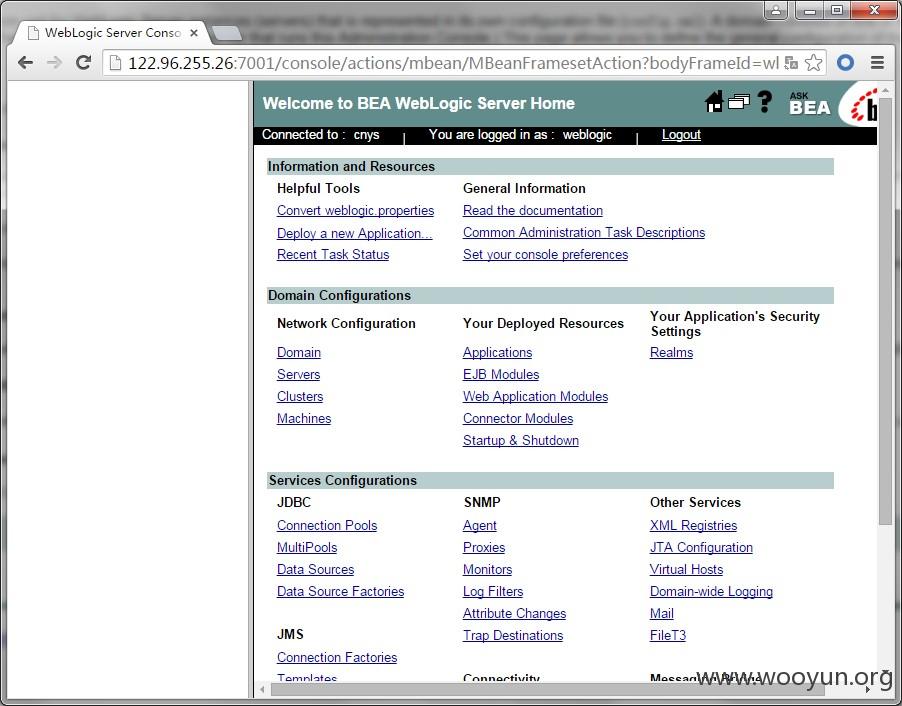 WebLogic Server Conso
122.96.255.26:7001/console/actions/mbean/MBeanFramesetAction?bodyFrameId=wl
Welcome to BEA WebLogic Server Home
ASK
BEA
Connected to : cnys | You are logged in as : weblogic | Logout
Information and Resources
Helpful Tools General Information
Convert weblogic.properties Read the documentation
Deploy a new Application... Common Administration Task Descriptions
Recent Task Status Set your console preferences
Domain Configurations
Network Configuration Your Deployed Resources Your Application's Security Settings
Domain Applications Realms
Servers EJB Modules
Clusters Web Application Modules
Machines Connector Modules
Startup & Shutdown
Services Configurations
JDBC SNMP Other Services
Connection Pools Agent XML Registries
MultiPools Proxies JTA Configuration
Data Sources Monitors Virtual Hosts
Data Source Factories Log Filters Domain-wide Logging
Attribute Changes Mail
JMS Trap Destinations FileT3
Connection Factories
Templates Connectivity Messaging Bridge
www.wooyun.org